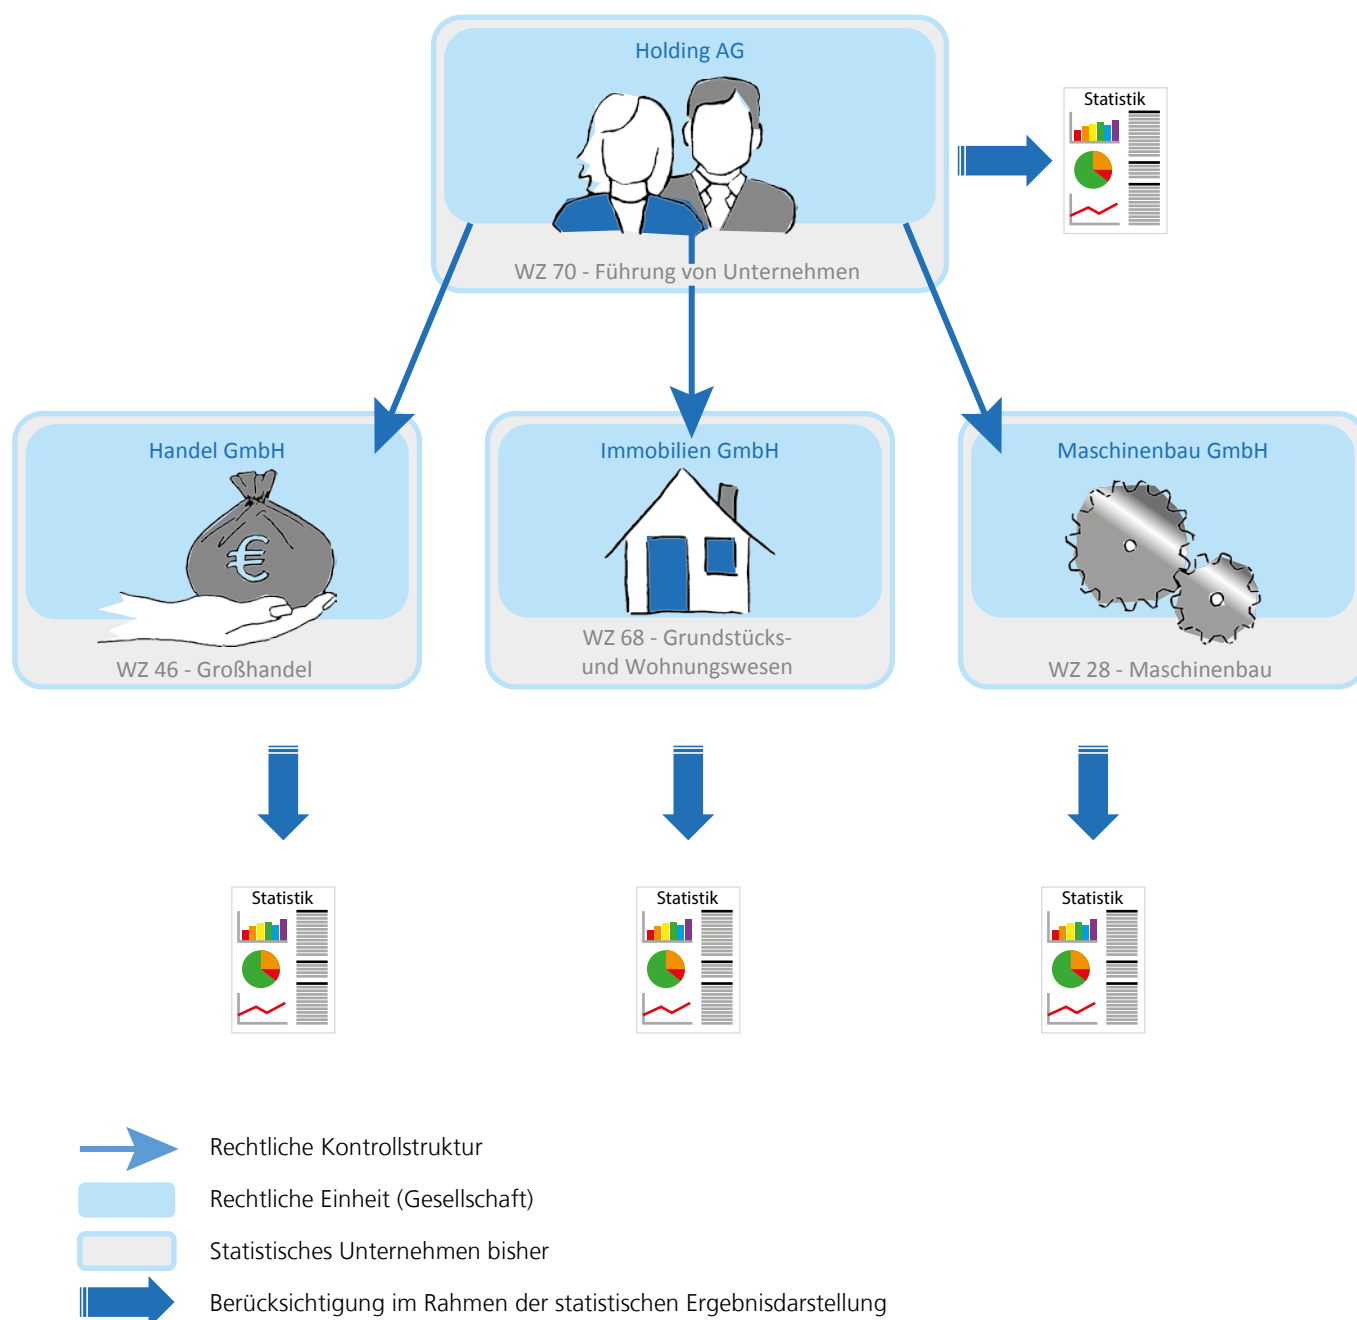 Holding AG
Statistik
WZ 70 - Führung von Unternehmen
Handel GmbH
€
WZ 46 - Großhandel
Immobilien GmbH
WZ 68 - Grundstücks-
und Wohnungswesen
Maschinenbau GmbH
WZ 28 - Maschinenbau
Statistik
Statistik
Statistik
Rechtliche Kontrollstruktur
Rechtliche Einheit (Gesellschaft)
Statistisches Unternehmen bisher
Berücksichtigung im Rahmen der statistischen Ergebnisdarstellung